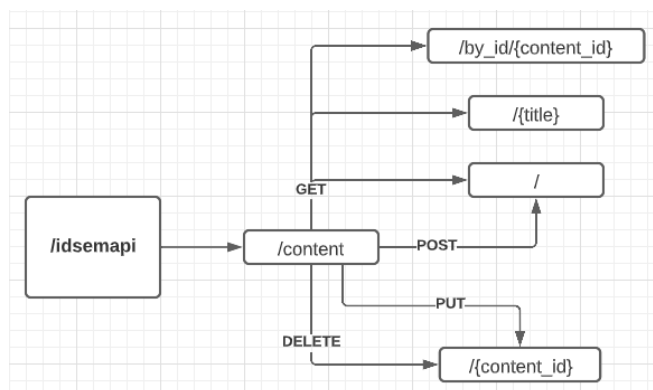 /by_id/{content_id}
/{title}
/
GET
/idsemapi
/content
POST
PUT
DELETE
/{content_id}